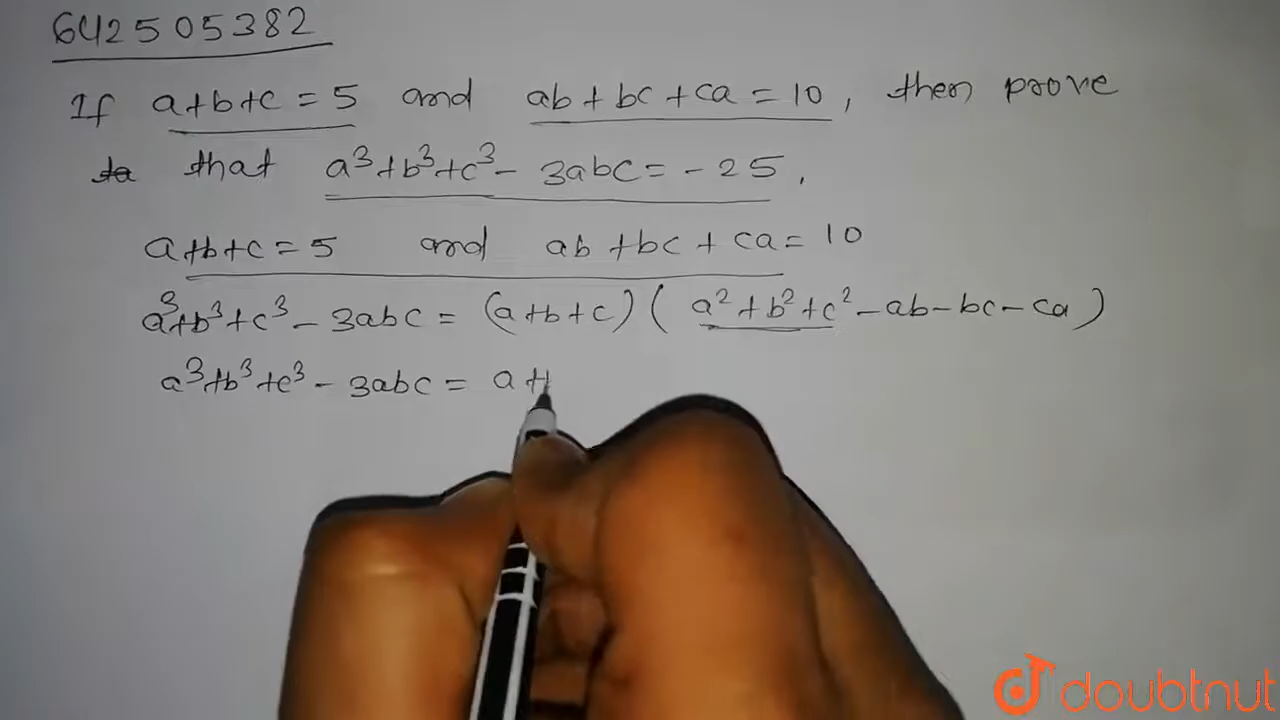 642505382
If a+b+c = 5 and ab+bc+ca = 10, then prove
that a³+b³+c³ - 3abc = - 25.
a+b+c = 5 and ab+bc+ca = 10
a³+b³+c³ - 3abc = (a+b+c)(a²+b²+c² - ab - bc - ca)
a³+b³+c³ - 3abc = a+
doubtnut